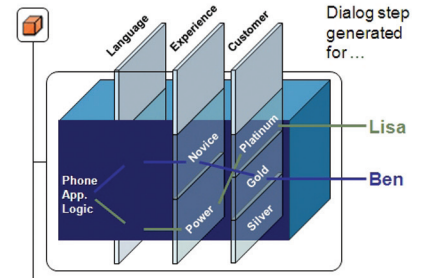 Language
Experience
Customer
Dialog step
generated
for ...
Novice
Platinum
Lisa
Phone
App.
Logic
Gold
Ben
Power
Silver